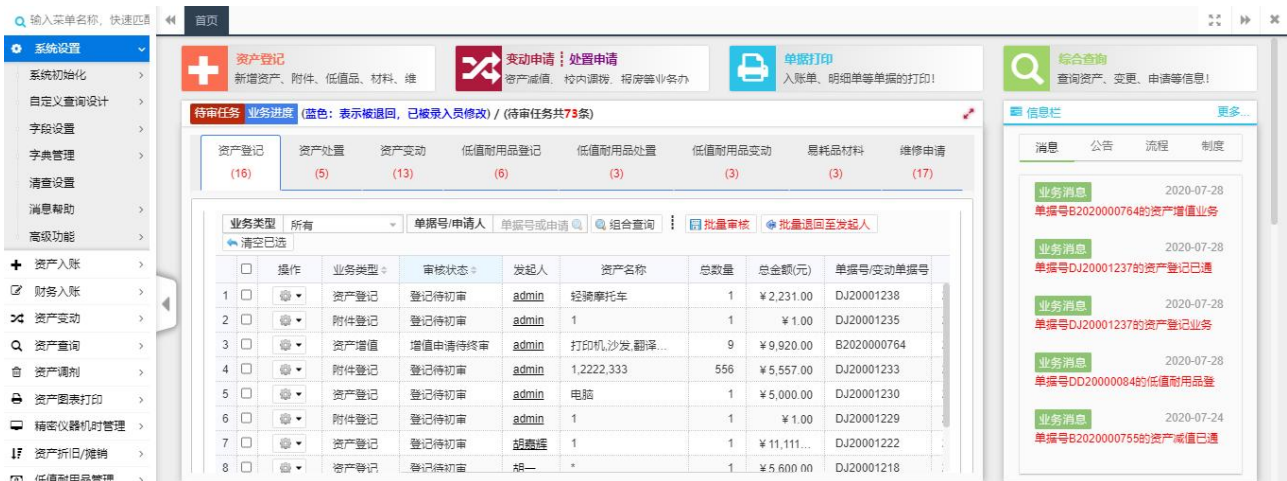 输入菜单名称，快速匹配
首页
系统设置
系统初始化
自定义查询设计
字段设置
字典管理
清查设置
消息帮助
高级功能
资产入账
财务入账
资产变动
资产查询
资产调剂
资产图表打印
精密仪器机时管理
资产折旧/摊销
低值耐用品管理
资产登记
新增资产、附件、低值品、材料、维
变动申请 处置申请
资产减值、校内调拨、报废等业务办
单据打印
入账单、明细单等单据的打印！
综合查询
查询资产、变更、申请等信息！
待审任务 业务进度 (蓝色：表示被退回，已被录入员修改) / (待审任务共73条)
资产登记 资产处置 资产变动 低值耐用品登记 低值耐用品处置 低值耐用品变动 易耗品材料 维修申请
(16) (5) (13) (6) (3) (3) (3) (17)
业务类型 所有 单据号/申请人 单据号或申请 组合查询 批量审核 批量退回至发起人
清空已选
操作 业务类型 审核状态 发起人 资产名称 总数量 总金额(元) 单据号/变动单据号
1 资产登记 登记待初审 admin 轻骑摩托车 1 ¥2,231.00 DJ20001238
2 附件登记 登记待初审 admin 1 1 ¥1.00 DJ20001235
3 资产增值 增值申请待终审 admin 打印机,沙发,翻译... 9 ¥9,920.00 B2020000764
4 附件登记 登记待初审 admin 1,2222,333 556 ¥5,557.00 DJ20001233
5 资产登记 登记待初审 admin 电脑 1 ¥5,000.00 DJ20001230
6 附件登记 登记待初审 admin 1 1 ¥1.00 DJ20001229
7 资产登记 登记待初审 胡嘉辉 1 1 ¥11,111... DJ20001222
8 资产登记 登记待初审 胡一 * 1 ¥5,600.00 DJ20001218
信息栏 更多...
消息 公告 流程 制度
业务消息 2020-07-28
单据号B2020000764的资产增值业务
业务消息 2020-07-28
单据号DJ20001237的资产登记已通
业务消息 2020-07-28
单据号DJ20001237的资产登记业务
业务消息 2020-07-28
单据号DD20000084的低值耐用品登
业务消息 2020-07-24
单据号B2020000755的资产减值已通